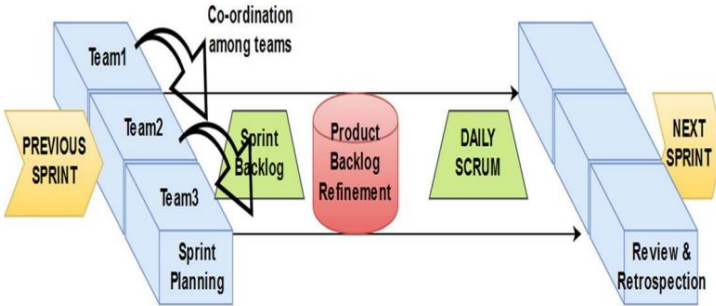 Co-ordination
among teams
Team1
Team2
Team3
Sprint
Planning
PREVIOUS
SPRINT
Sprint
Backlog
Product
Backlog
Refinement
DAILY
SCRUM
Review &
Retrospection
NEXT
SPRINT